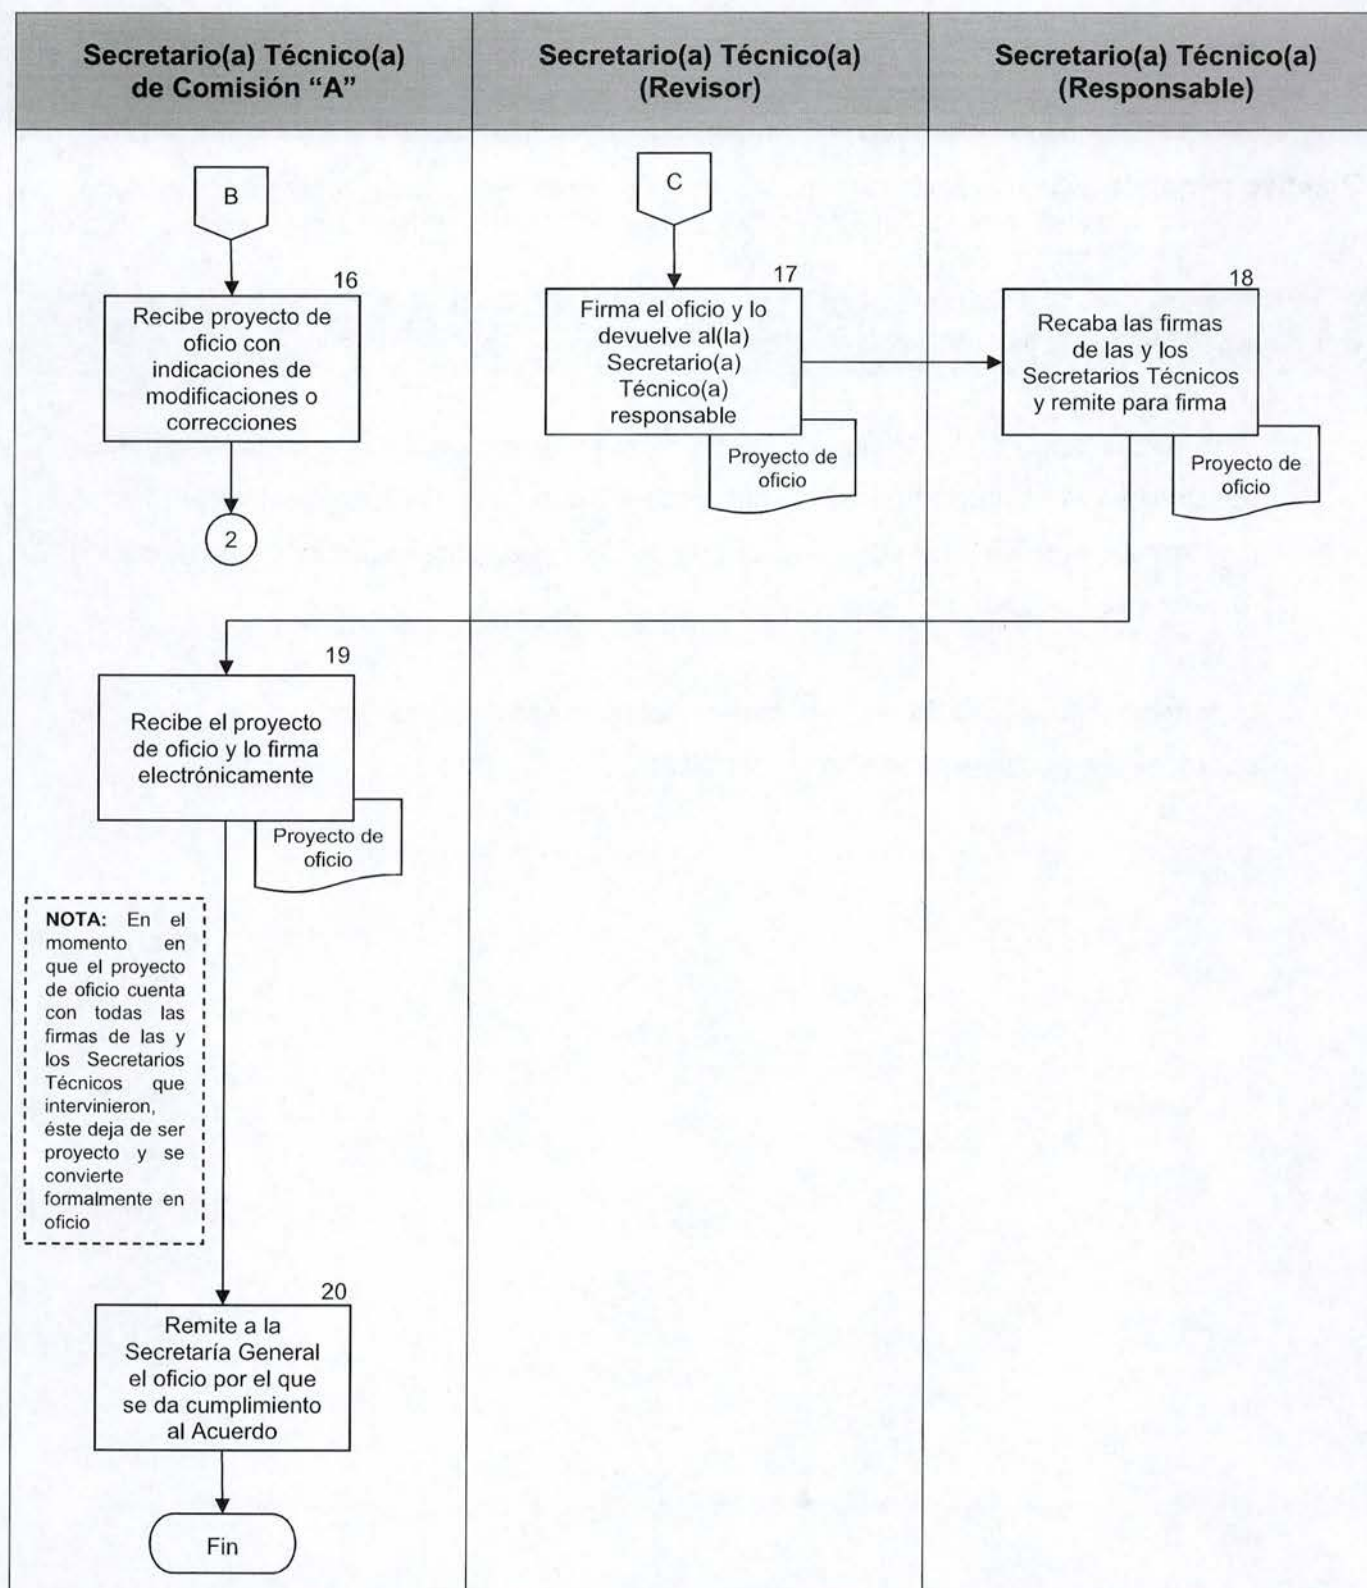 Secretario(a) Técnico(a)
de Comisión “A”
Secretario(a) Técnico(a)
(Revisor)
Secretario(a) Técnico(a)
(Responsable)
B
C
16
Recibe proyecto de
oficio con
indicaciones de
modificaciones o
correcciones
2
17
Firma el oficio y lo
devuelve al(la)
Secretario(a)
Técnico(a)
responsable
Proyecto de
oficio
18
Recaba las firmas
de las y los
Secretarios Técnicos
y remite para firma
Proyecto de
oficio
19
Recibe el proyecto
de oficio y lo firma
electrónicamente
Proyecto de
oficio
NOTA: En el
momento en
que el proyecto
de oficio cuenta
con todas las
firmas de las y
los Secretarios
Técnicos que
intervinieron,
éste deja de ser
proyecto y se
convierte
formalmente en
oficio
20
Remite a la
Secretaría General
el oficio por el que
se da cumplimiento
al Acuerdo
Fin